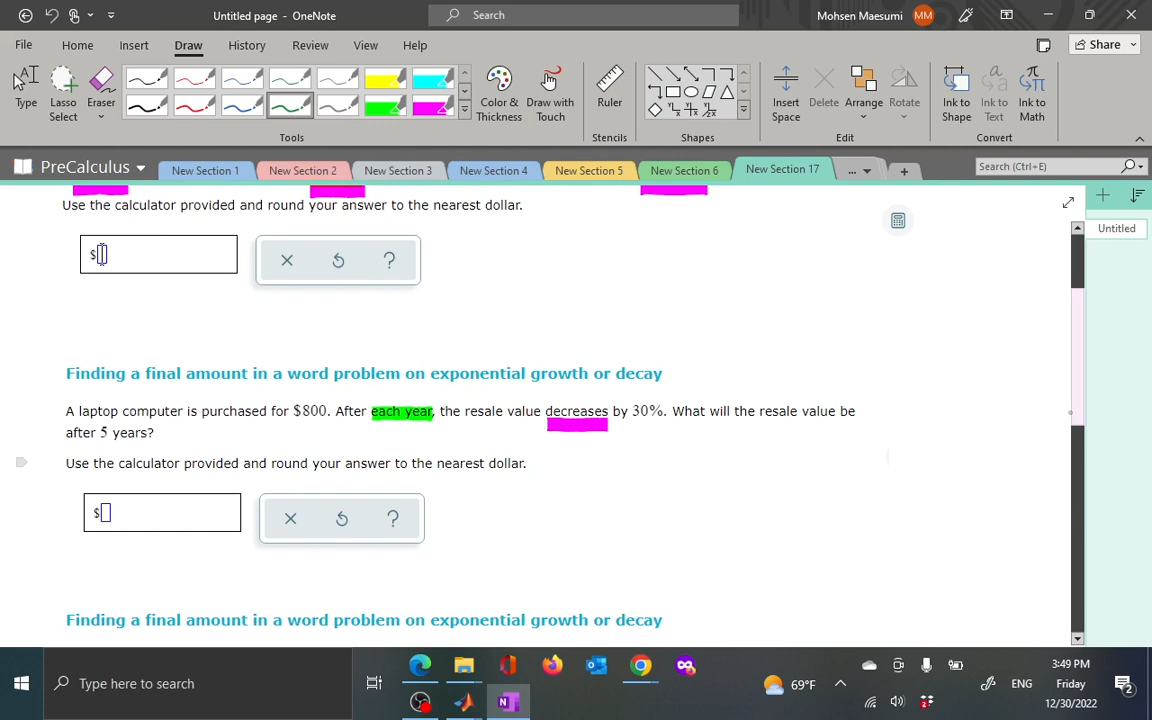 Untitled page - OneNote
Search
Mohsen Maesumi
MM
File
Home
Insert
Draw
History
Review
View
Help
Share
Type
Lasso
Select
Eraser
Color &
Thickness
Draw with
Touch
Ruler
Insert
Space
Delete
Arrange
Rotate
Ink to
Shape
Ink to
Text
Ink to
Math
Tools
Stencils
Shapes
Edit
Convert
PreCalculus
New Section 1
New Section 2
New Section 3
New Section 4
New Section 5
New Section 6
New Section 17
...
Search (Ctrl+E)
Untitled
Use the calculator provided and round your answer to the nearest dollar.
$
?
Finding a final amount in a word problem on exponential growth or decay
A laptop computer is purchased for $800. After each year, the resale value decreases by 30%. What will the resale value be
after 5 years?
Use the calculator provided and round your answer to the nearest dollar.
$
?
Finding a final amount in a word problem on exponential growth or decay
Type here to search
69°F
ENG
3:49 PM
Friday
12/30/2022
2